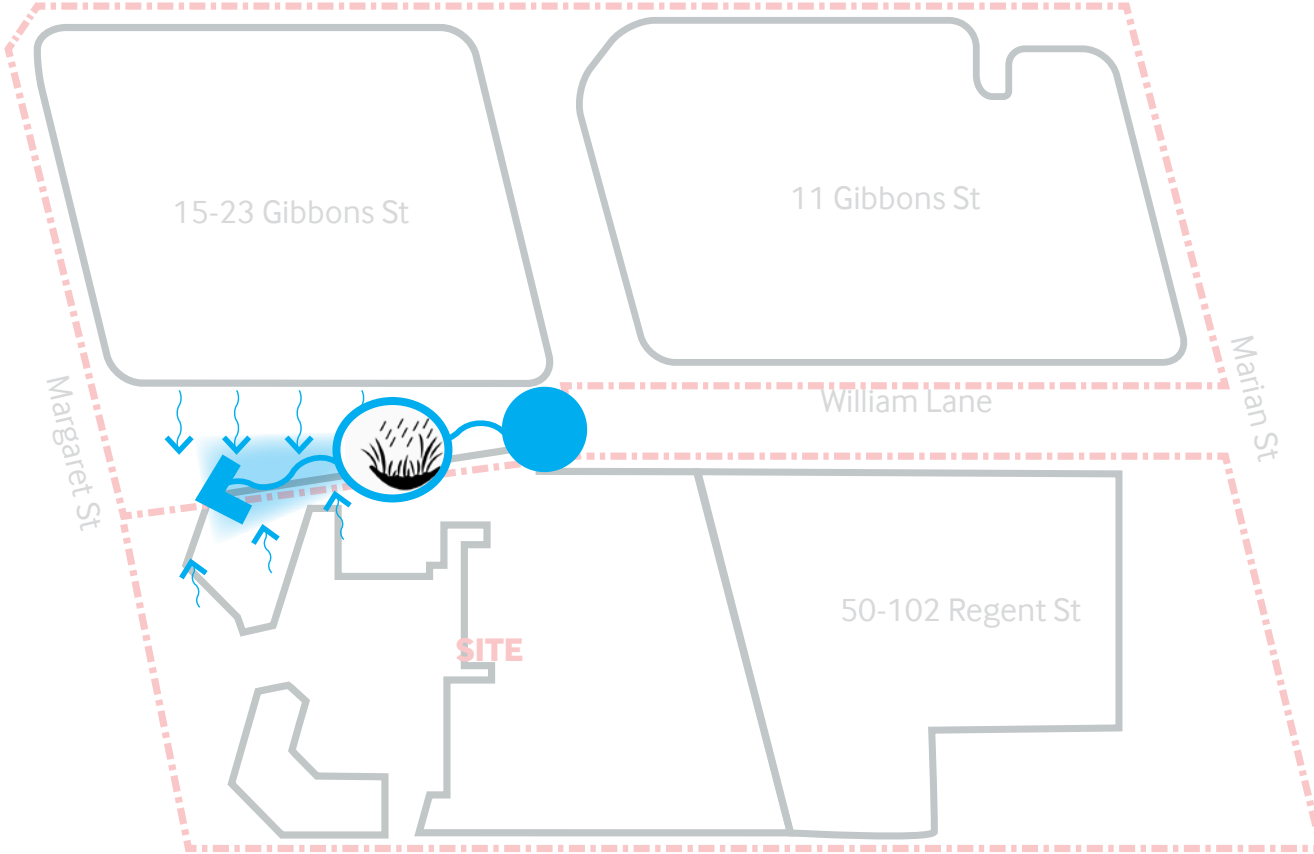 15-23 Gibbons St
11 Gibbons St
William Lane
Margaret St
Marian St
50-102 Regent St
SITE